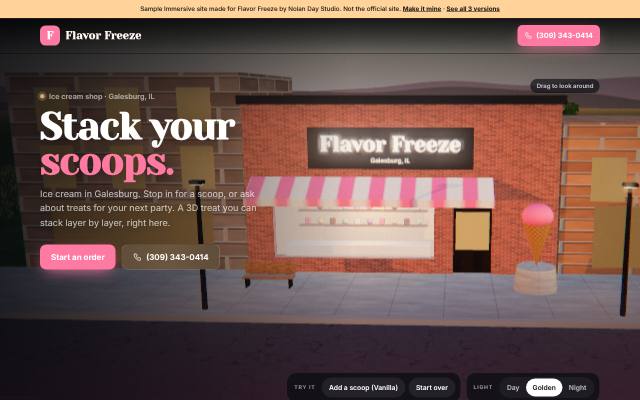 Sample Immersive site made for Flavor Freeze by Nolan Day Studio. Not the official site. Make it mine · See all 3 versions
F Flavor Freeze
(309) 343-0414
Drag to look around
Ice cream shop · Galesburg, IL
Stack your
scoops.
Ice cream in Galesburg. Stop in for a scoop, or ask
about treats for your next party. A 3D treat you can
stack layer by layer, right here.
Start an order
(309) 343-0414
Flavor Freeze
Galesburg, IL
TRY IT Add a scoop (Vanilla) Start over
LIGHT Day Golden Night